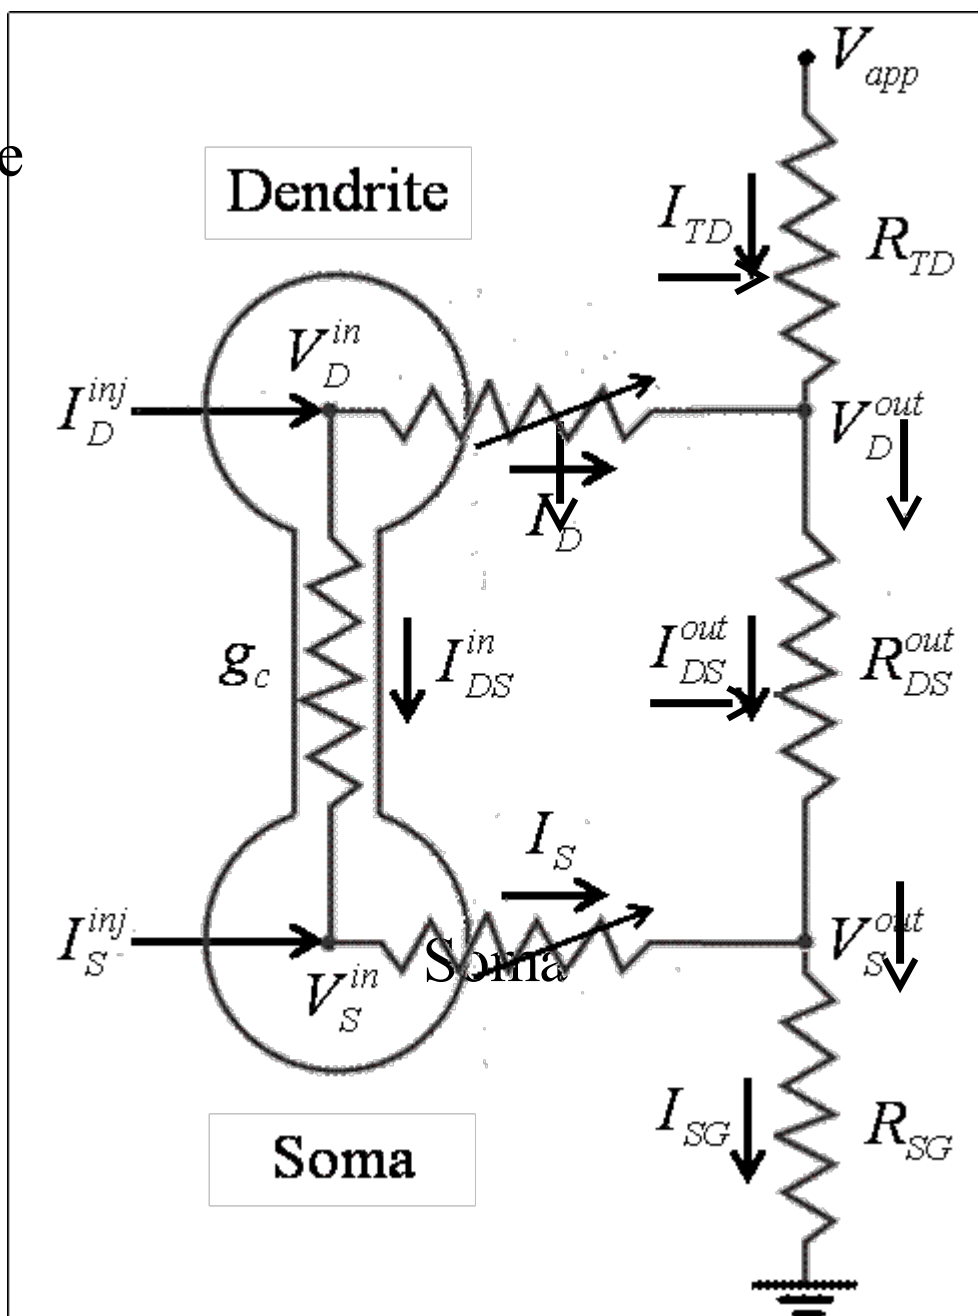 V_app
e
Dendrite
I_TD
R_TD
V_D^in
I_D^inj
V_D^out
I_D
g_c
I_DS^in
I_DS^out
R_DS^out
I_S
I_S^inj
V_S^in
Soma
V_S^out
I_SG
R_SG
Soma